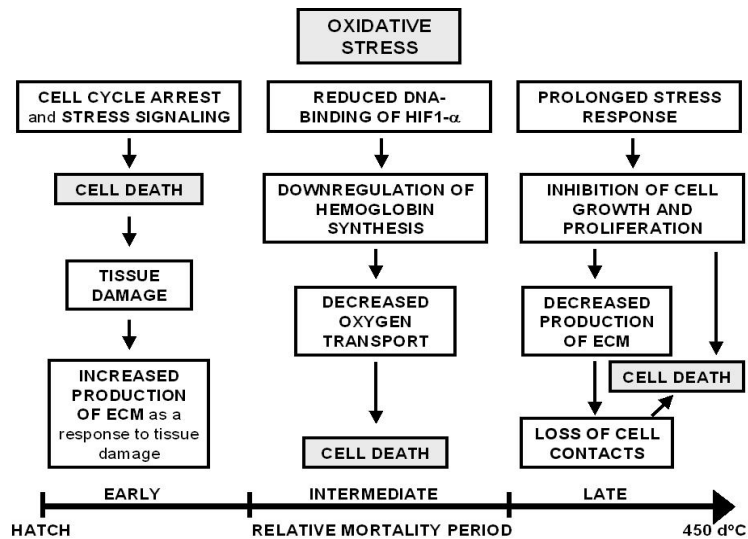 OXIDATIVE
STRESS
CELL CYCLE ARREST
and STRESS SIGNALING
CELL DEATH
TISSUE
DAMAGE
INCREASED
PRODUCTION
OF ECM as a
response to tissue
damage
REDUCED DNA-
BINDING OF HIF1-α
DOWNREGULATION OF
HEMOGLOBIN
SYNTHESIS
DECREASED
OXYGEN
TRANSPORT
CELL DEATH
PROLONGED STRESS
RESPONSE
INHIBITION OF CELL
GROWTH AND
PROLIFERATION
DECREASED
PRODUCTION
OF ECM
CELL DEATH
LOSS OF CELL
CONTACTS
EARLY
INTERMEDIATE
LATE
HATCH
RELATIVE MORTALITY PERIOD
450 dºC